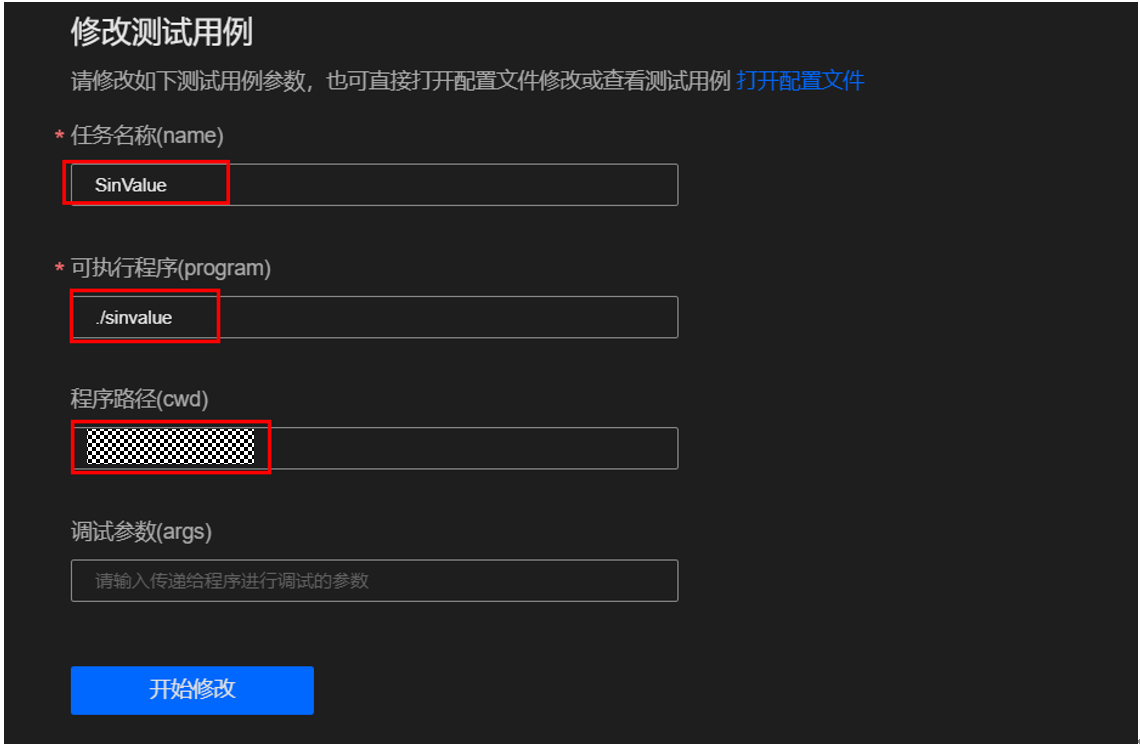 修改测试用例
请修改如下测试用例参数，也可直接打开配置文件修改或查看测试用例 打开配置文件
* 任务名称(name)
SinValue
* 可执行程序(program)
./sinvalue
程序路径(cwd)
调试参数(args)
请输入传递给程序进行调试的参数
开始修改